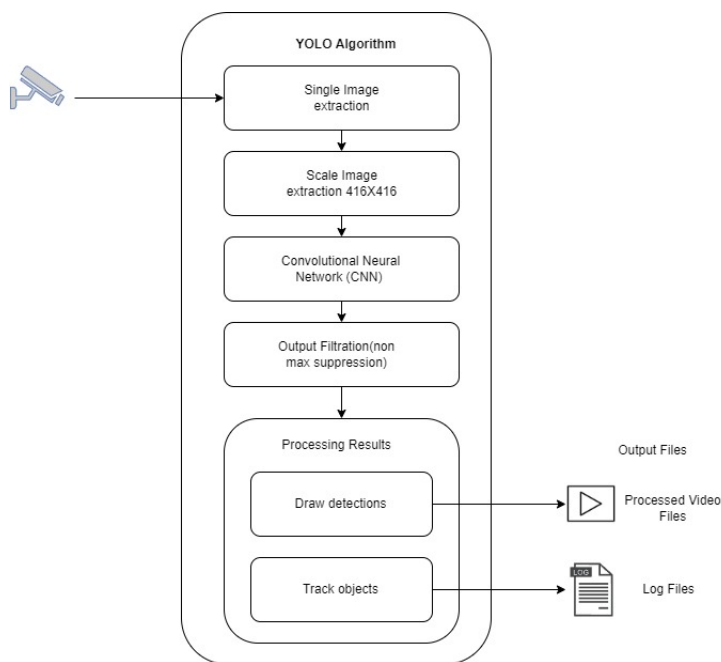 YOLO Algorithm
Single Image
extraction
Scale Image
extraction 416X416
Convolutional Neural
Network (CNN)
Output Filtration(non
max suppression)
Processing Results
Output Files
Draw detections
Processed Video
Files
LOG
Track objects
Log Files